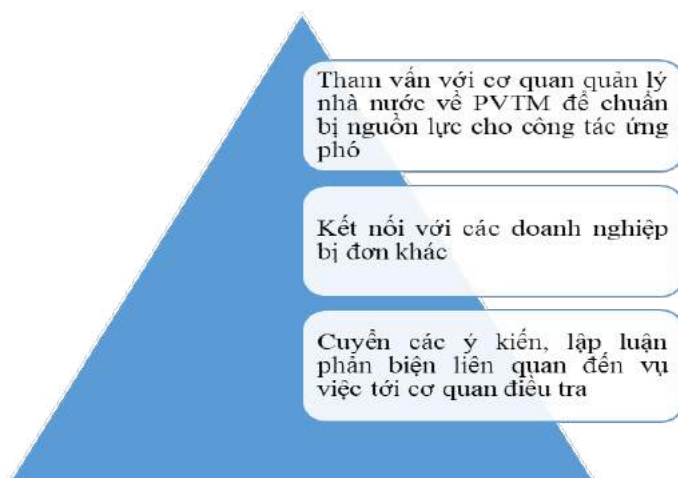 Tham vấn với cơ quan quản lý
nhà nước về PVTM để chuẩn
bị nguồn lực cho công tác ứng
phó
Kết nối với các doanh nghiệp
bị đơn khác
Cuyển các ý kiến, lập luận
phản biện liên quan đến vụ
việc tới cơ quan điều tra